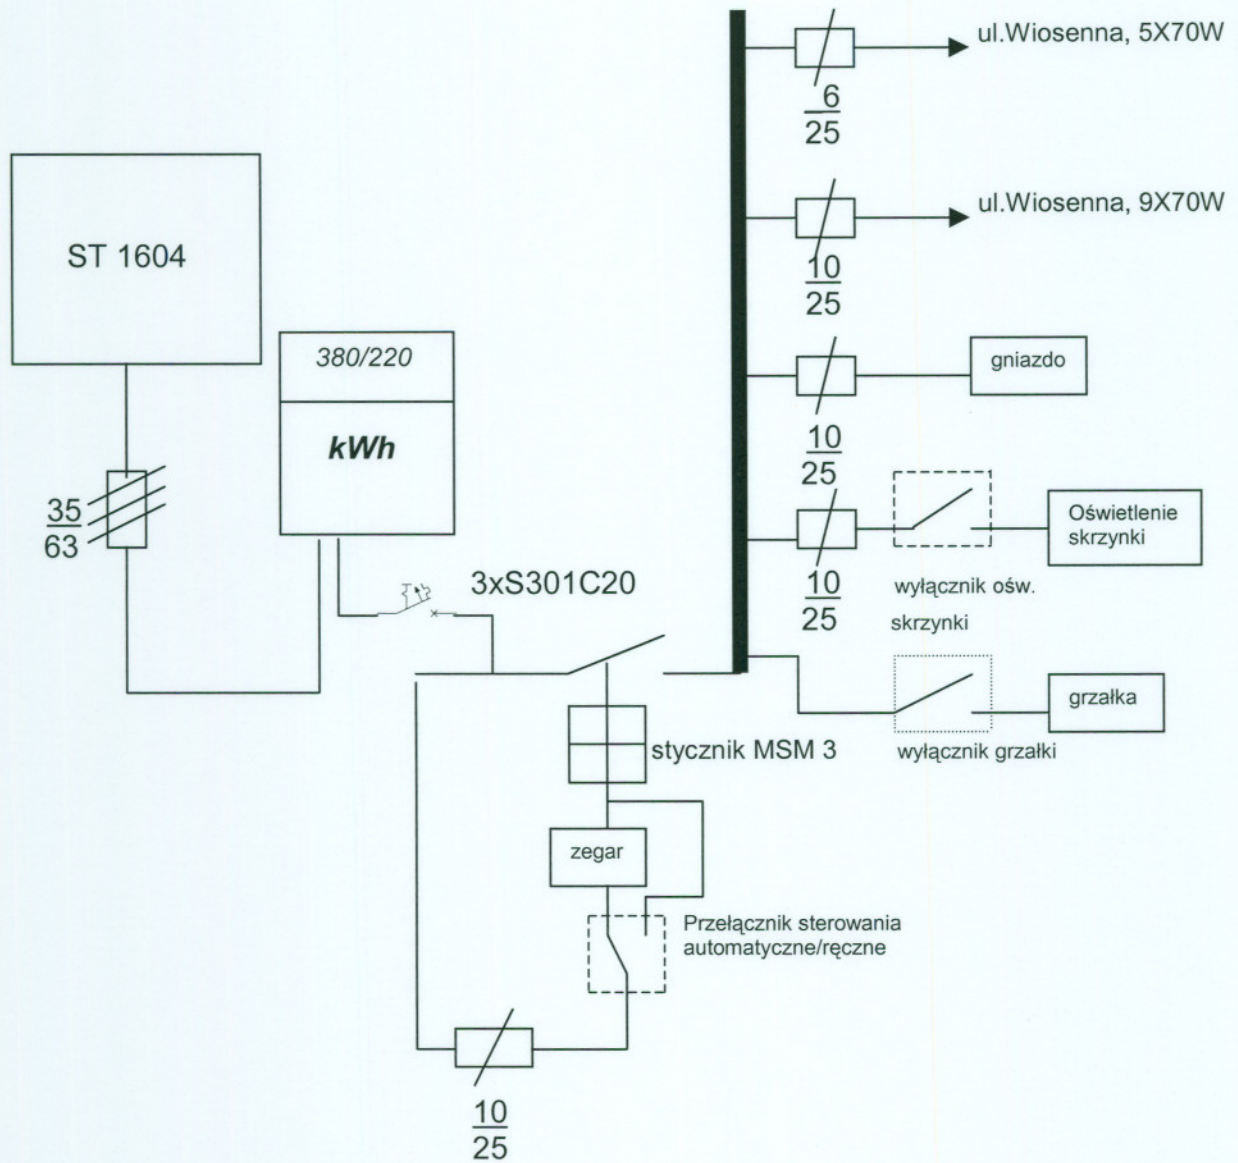 ul.Wiosenna, 5X70W
6
25
ul.Wiosenna, 9X70W
10
25
ST 1604
380/220
kWh
gniazdo
10
25
35
63
Oświetlenie
skrzynki
10
25
wyłącznik ośw.
skrzynki
3xS301C20
grzałka
wyłącznik grzałki
stycznik MSM 3
zegar
Przełącznik sterowania
automatyczne/ręczne
10
25